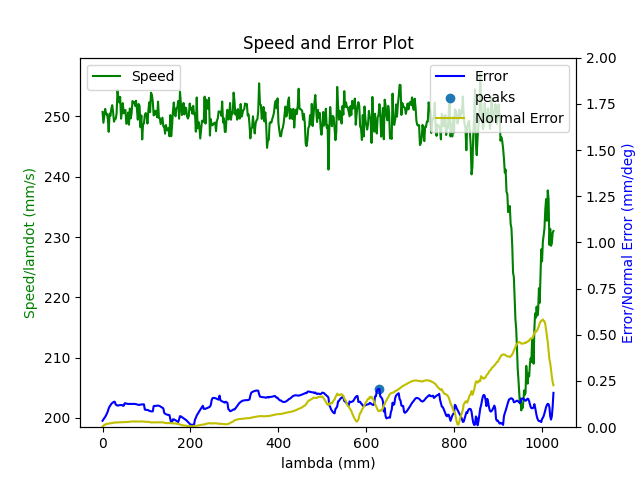 Speed and Error Plot
Speed
Error
peaks
Normal Error
Speed/lamdot (mm/s)
250
240
230
220
210
200
2.00
1.75
1.50
1.25
1.00
0.75
0.50
0.25
0.00
Error/Normal Error (mm/deg)
0 200 400 600 800 1000
lambda (mm)